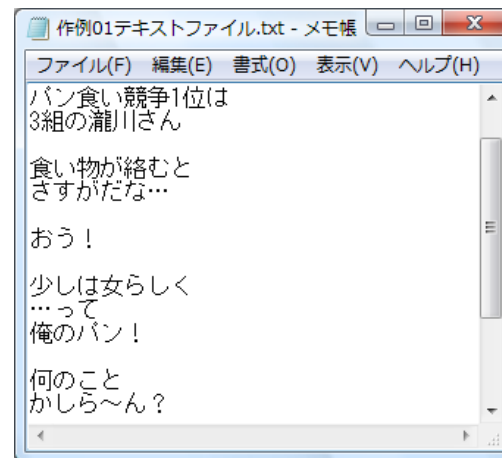 作例01テキストファイル.txt - メモ帳
ファイル(F) 編集(E) 書式(O) 表示(V) ヘルプ(H)
パン食い競争1位は
3組の瀧川さん
食い物が絡むと
さすがだな…
おう！
少しは女らしく
…って
俺のパン！
何のこと
かしら～ん？